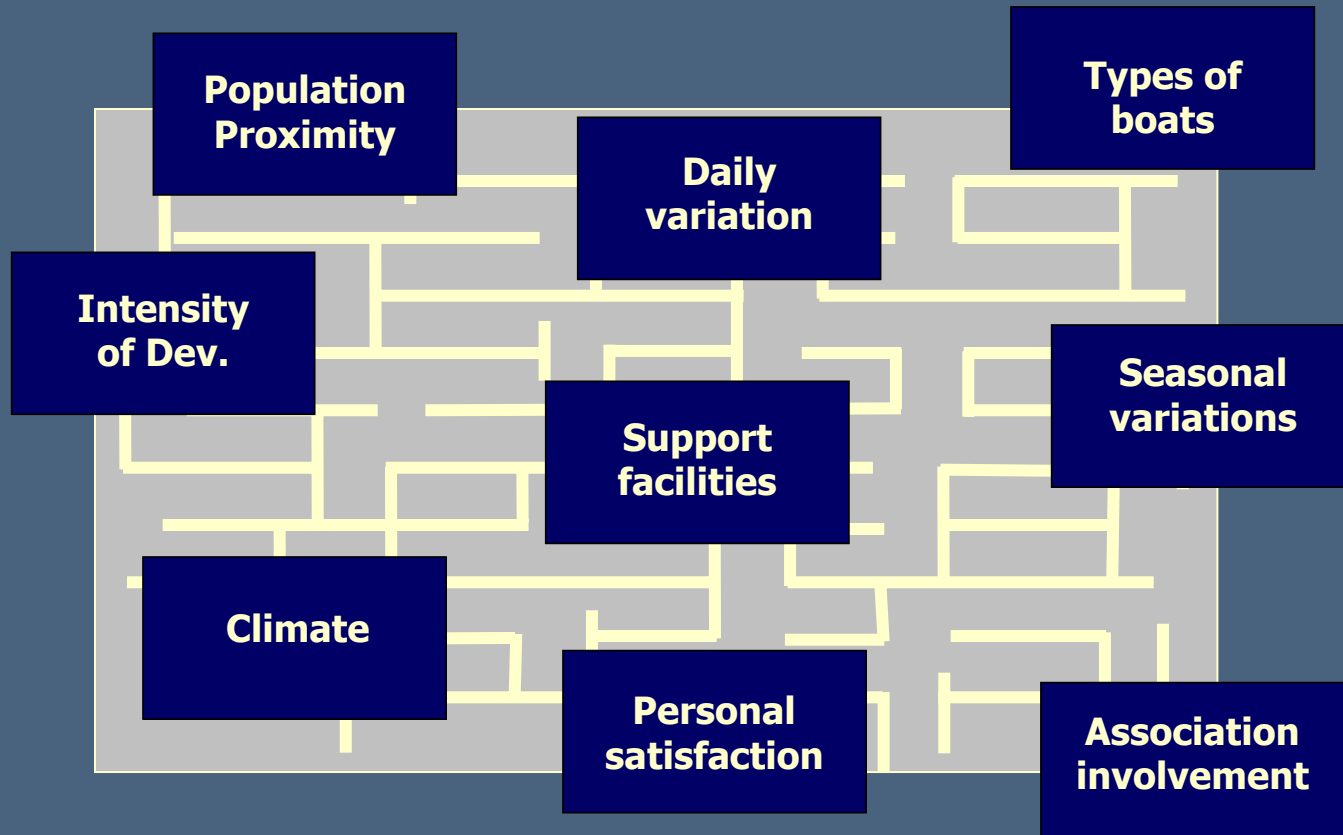 Population
Proximity
Types of
boats
Daily
variation
Intensity
of Dev.
Seasonal
variations
Support
facilities
Climate
Personal
satisfaction
Association
involvement